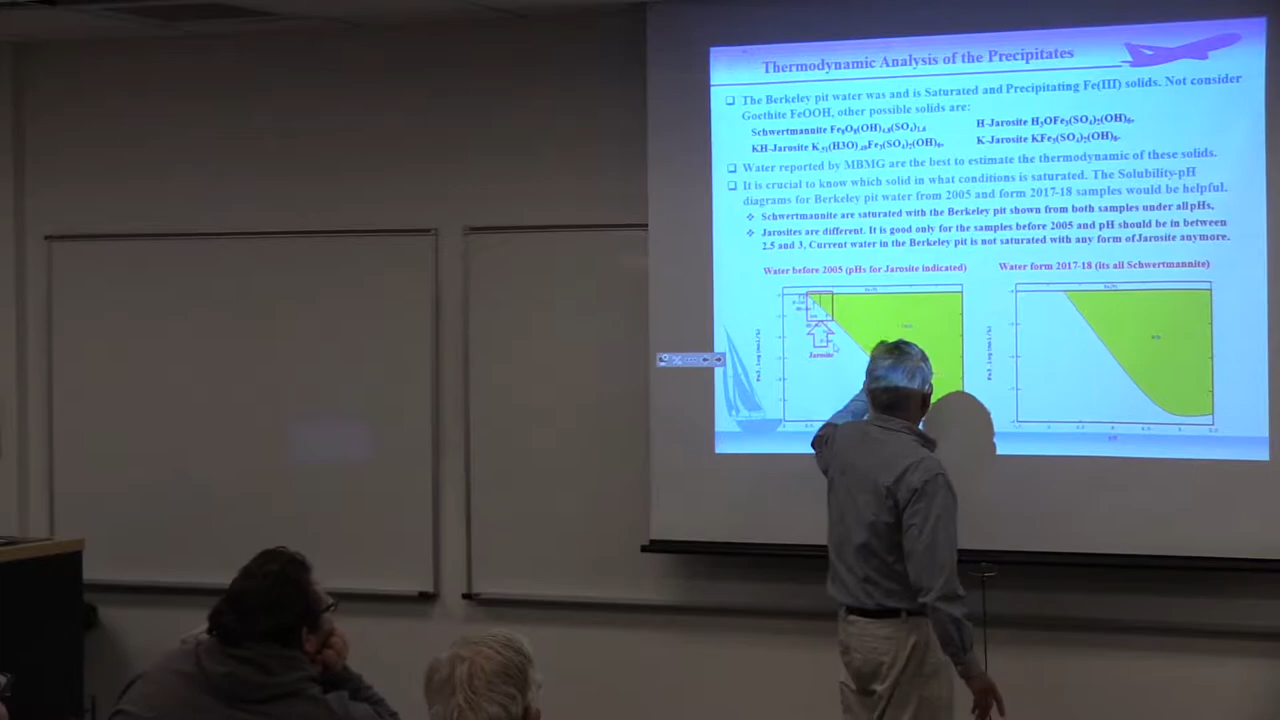 Thermodynamic Analysis of the Precipitates
The Berkeley pit water was and is Saturated and Precipitating Fe(III) solids. Not consider
Goethite FeOOH, other possible solids are:
Schwertmannite Fe8O8(OH)4.8(SO4)1.6
H-Jarosite H3OFe3(SO4)2(OH)6,
KH-Jarosite K.51(H3O).49Fe3(SO4)2(OH)6,
K-Jarosite KFe3(SO4)2(OH)6.
Water reported by MBMG are the best to estimate the thermodynamic of these solids.
It is crucial to know which solid in what conditions is saturated. The Solubility-pH
diagrams for Berkeley pit water from 2005 and form 2017-18 samples would be helpful.
Schwertmannite are saturated with the Berkeley pit shown from both samples under all pHs,
Jarosites are different. It is good only for the samples before 2005 and pH should be in between
2.5 and 3, Current water in the Berkeley pit is not saturated with any form of Jarosite anymore.
Water before 2005 (pHs for Jarosite indicated)
Water form 2017-18 (its all Schwertmannite)
Jarosite
pH